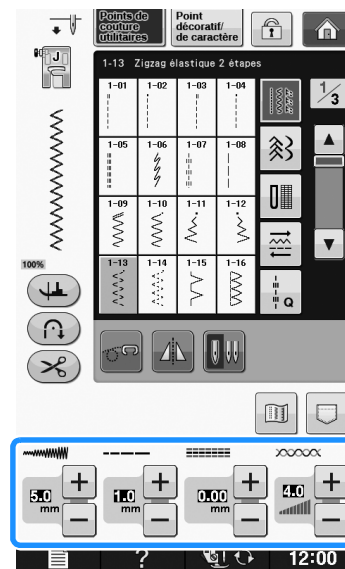 Points de couture utilitaires
Point décoratif/ de caractère
J
1-13 Zigzag élastique 2 étapes
1/3
1-01 1-02 1-03 1-04
1-05 1-06 1-07 1-08
1-09 1-10 1-11 1-12
1-13 1-14 1-15 1-16
Q
100%
5.0 mm
1.0 mm
0.00 mm
4.0
?
12:00